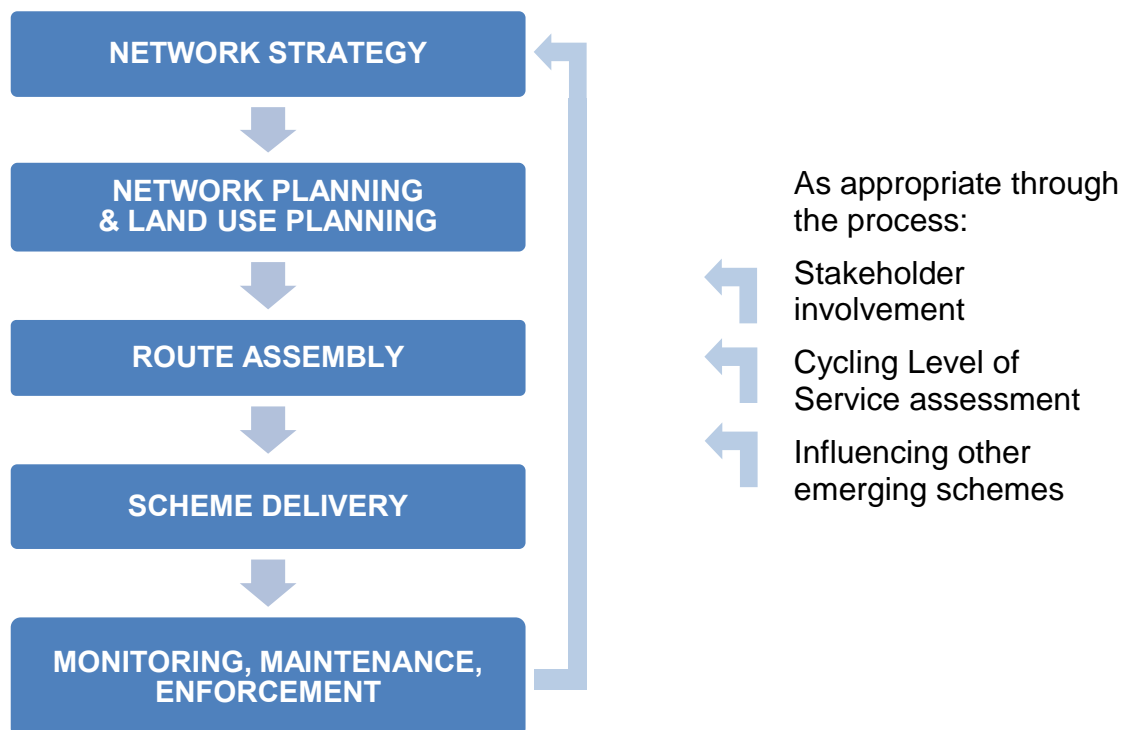 NETWORK STRATEGY
NETWORK PLANNING
& LAND USE PLANNING
ROUTE ASSEMBLY
SCHEME DELIVERY
MONITORING, MAINTENANCE,
ENFORCEMENT
As appropriate through
the process:
Stakeholder
involvement
Cycling Level of
Service assessment
Influencing other
emerging schemes